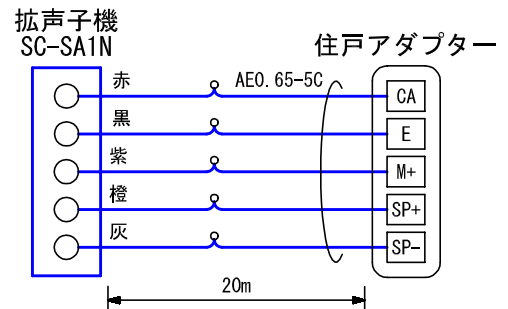 拡声子機
SC-SA1N
住戸アダプター
赤
AE0.65-5C
CA
黒
E
紫
M+
橙
SP+
灰
SP-
20m